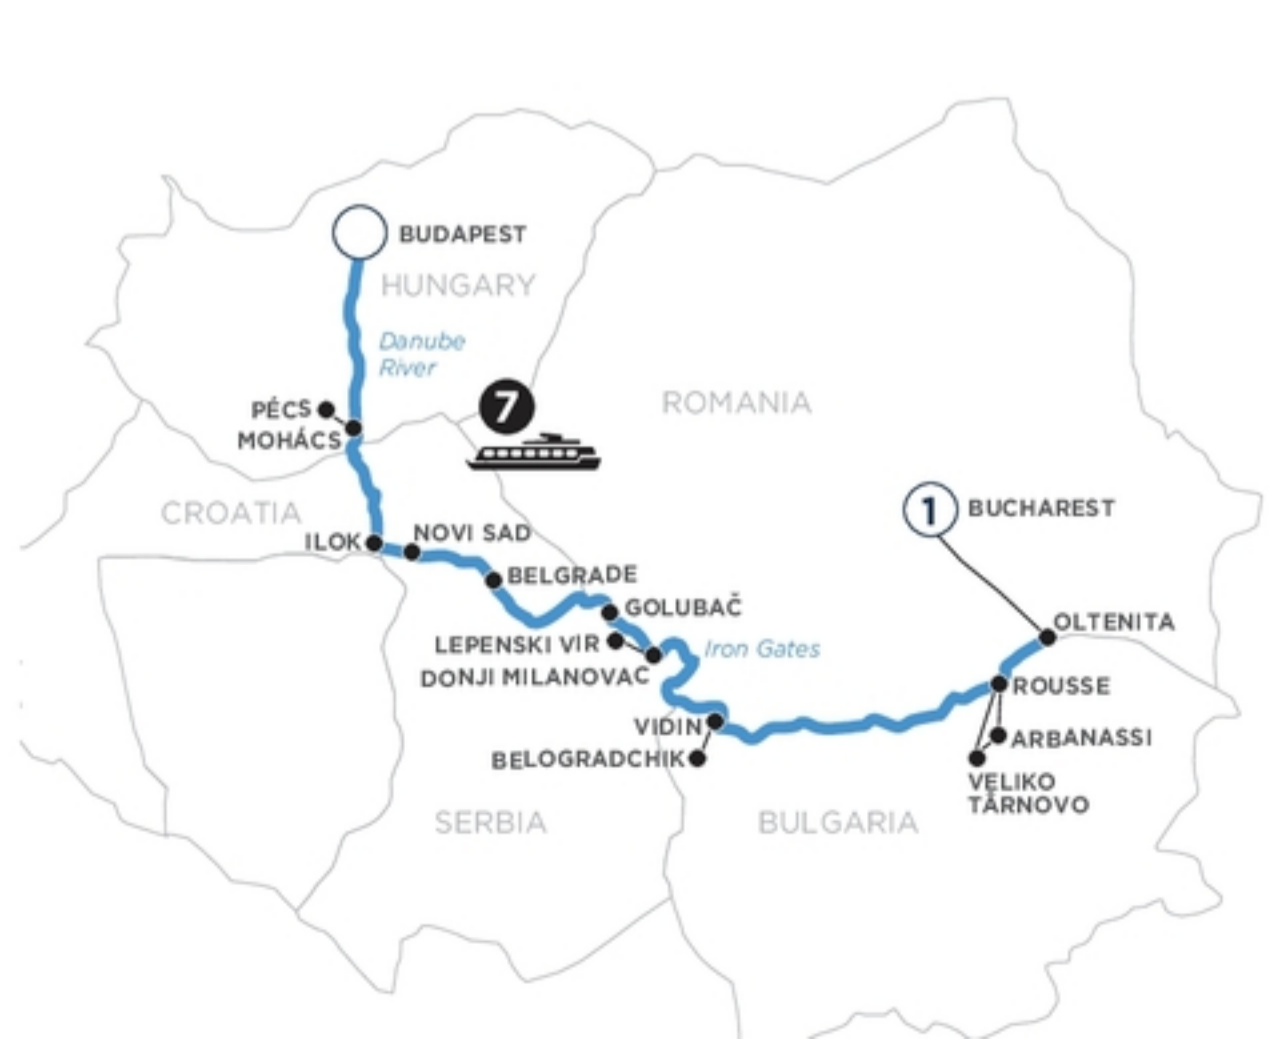 BUDAPEST
HUNGARY
Danube
River
7
PÉCS
MOHÁCS
ROMANIA
CROATIA
1
BUCHAREST
ILOK
NOVI SAD
BELGRADE
GOLUBAČ
OLTENITA
LEPENSKI VIR
Iron Gates
DONJI MILANOVAC
ROUSSE
VIDIN
ARBANASSI
BELOGRADCHIK
VELIKO
TĂRNOVO
SERBIA
BULGARIA